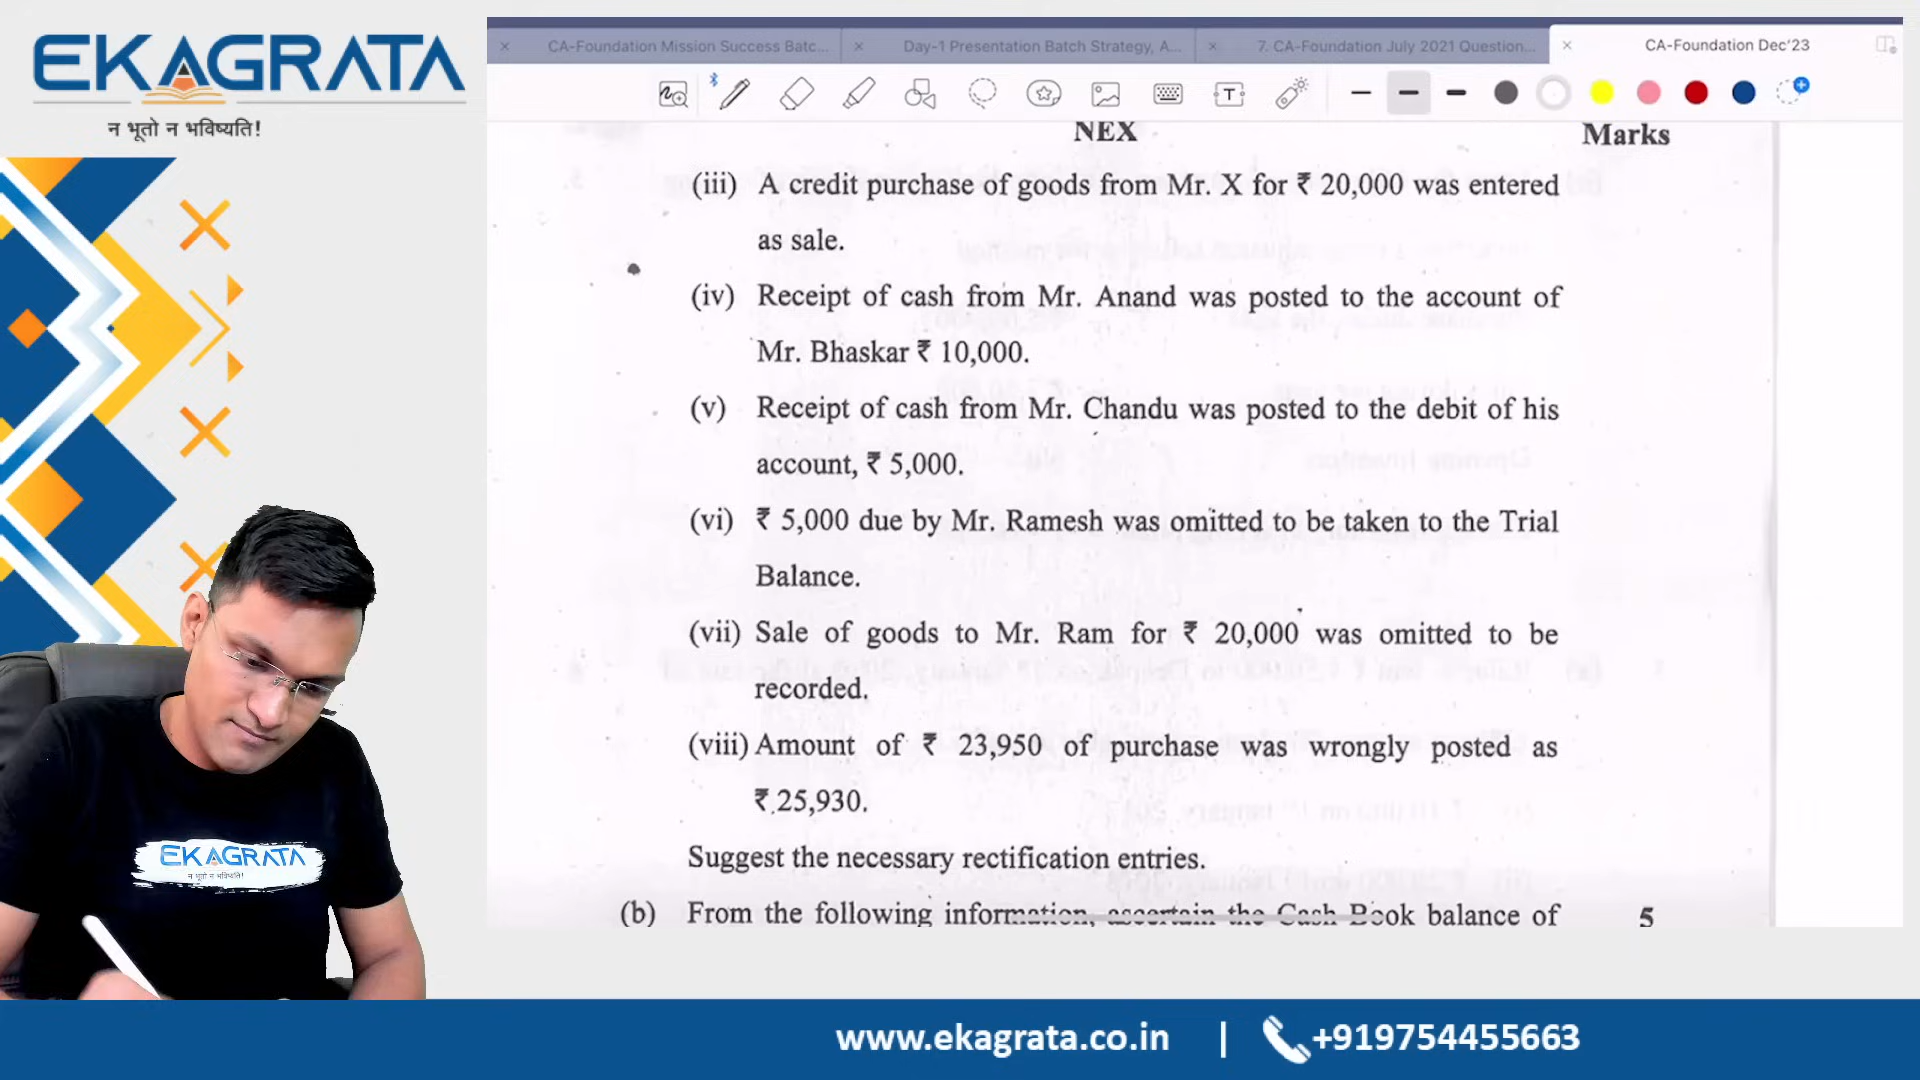 EKAGRATA
न भूतो न भविष्यति!
CA-Foundation Mission Success Batc...
Day-1 Presentation Batch Strategy, A...
7. CA-Foundation July 2021 Question...
CA-Foundation Dec'23
T
NEX
Marks
(iii) A credit purchase of goods from Mr. X for ₹ 20,000 was entered
as sale.
(iv) Receipt of cash from Mr. Anand was posted to the account of
Mr. Bhaskar ₹ 10,000.
(v) Receipt of cash from Mr. Chandu was posted to the debit of his
account, ₹ 5,000.
(vi) ₹ 5,000 due by Mr. Ramesh was omitted to be taken to the Trial
Balance.
(vii) Sale of goods to Mr. Ram for ₹ 20,000 was omitted to be
recorded.
(viii) Amount of ₹ 23,950 of purchase was wrongly posted as
₹ 25,930.
Suggest the necessary rectification entries.
(b) From the following information, ascertain the Cash Book balance of
5
EKAGRATA
न भूतो न भविष्यति!
www.ekagrata.co.in | +919754455663